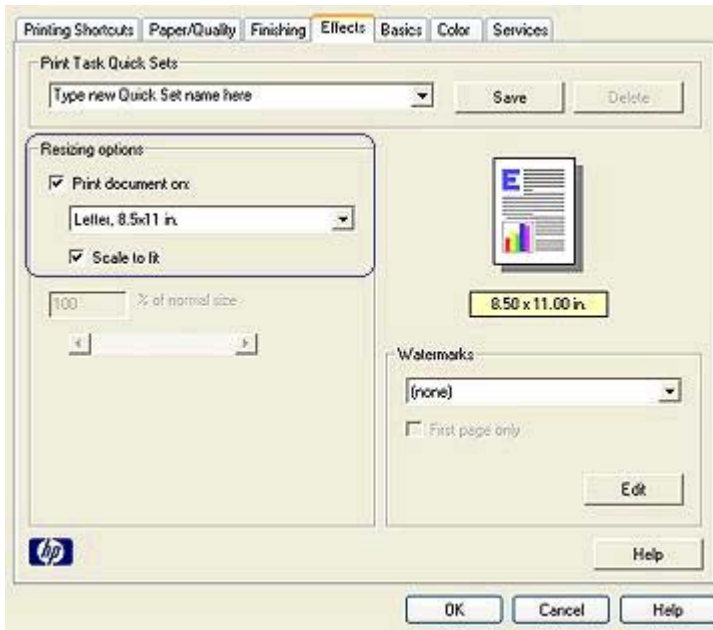 Printing Shortcuts Paper/Quality Finishing Effects Basics Color Services
Print Task Quick Sets
Type new Quick Set name here Save Delete
Resizing options
Print document on:
Letter, 8.5x11 in.
Scale to fit
100 % of normal size
E
8.50 x 11.00 in.
Watermarks
(none)
First page only
Edit
hp Help
OK Cancel Help